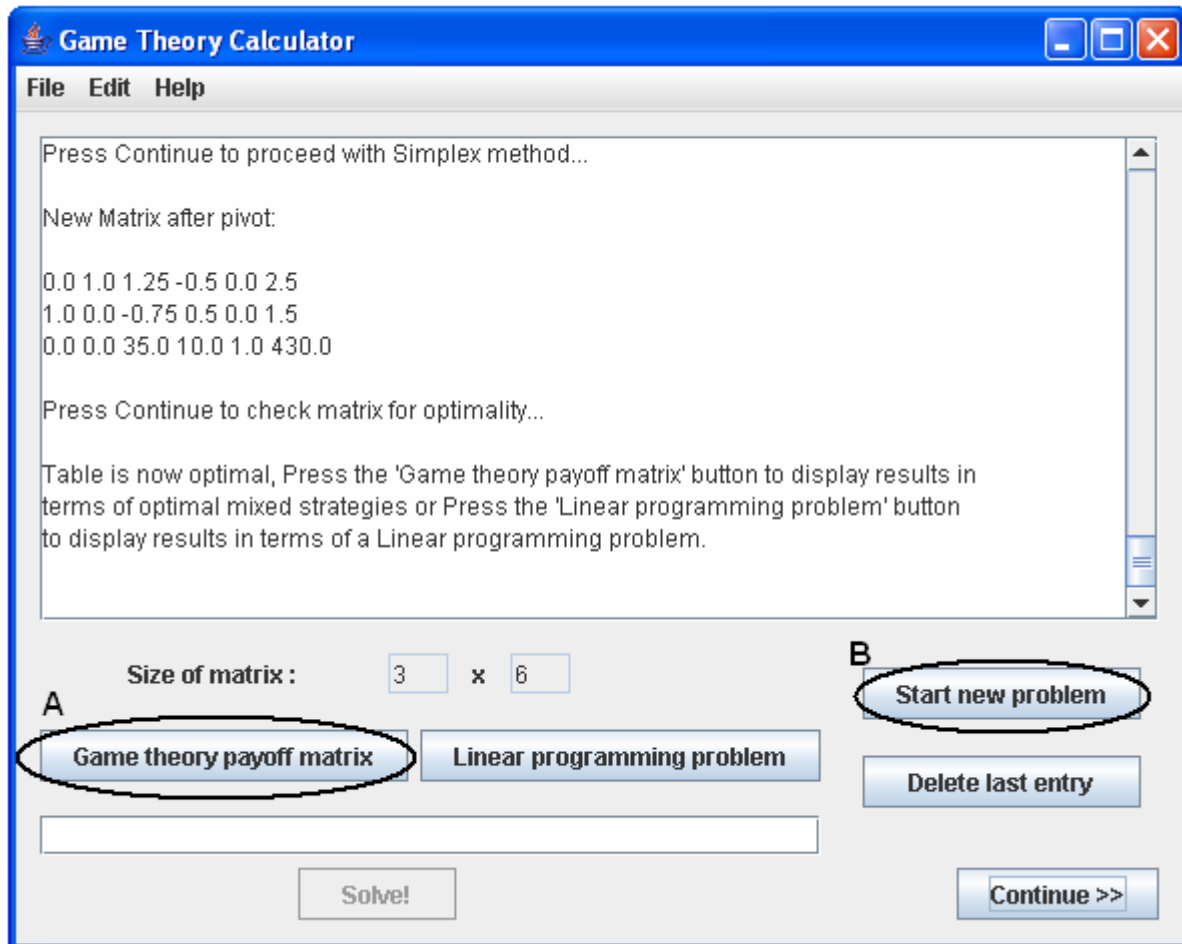 Game Theory Calculator
File Edit Help
Press Continue to proceed with Simplex method...
New Matrix after pivot:
0.0 1.0 1.25 -0.5 0.0 2.5
1.0 0.0 -0.75 0.5 0.0 1.5
0.0 0.0 35.0 10.0 1.0 430.0
Press Continue to check matrix for optimality...
Table is now optimal, Press the 'Game theory payoff matrix' button to display results in
terms of optimal mixed strategies or Press the 'Linear programming problem' button
to display results in terms of a Linear programming problem.
Size of matrix : 3 x 6
B
Start new problem
A
Game theory payoff matrix
Linear programming problem
Delete last entry
Solve!
Continue >>